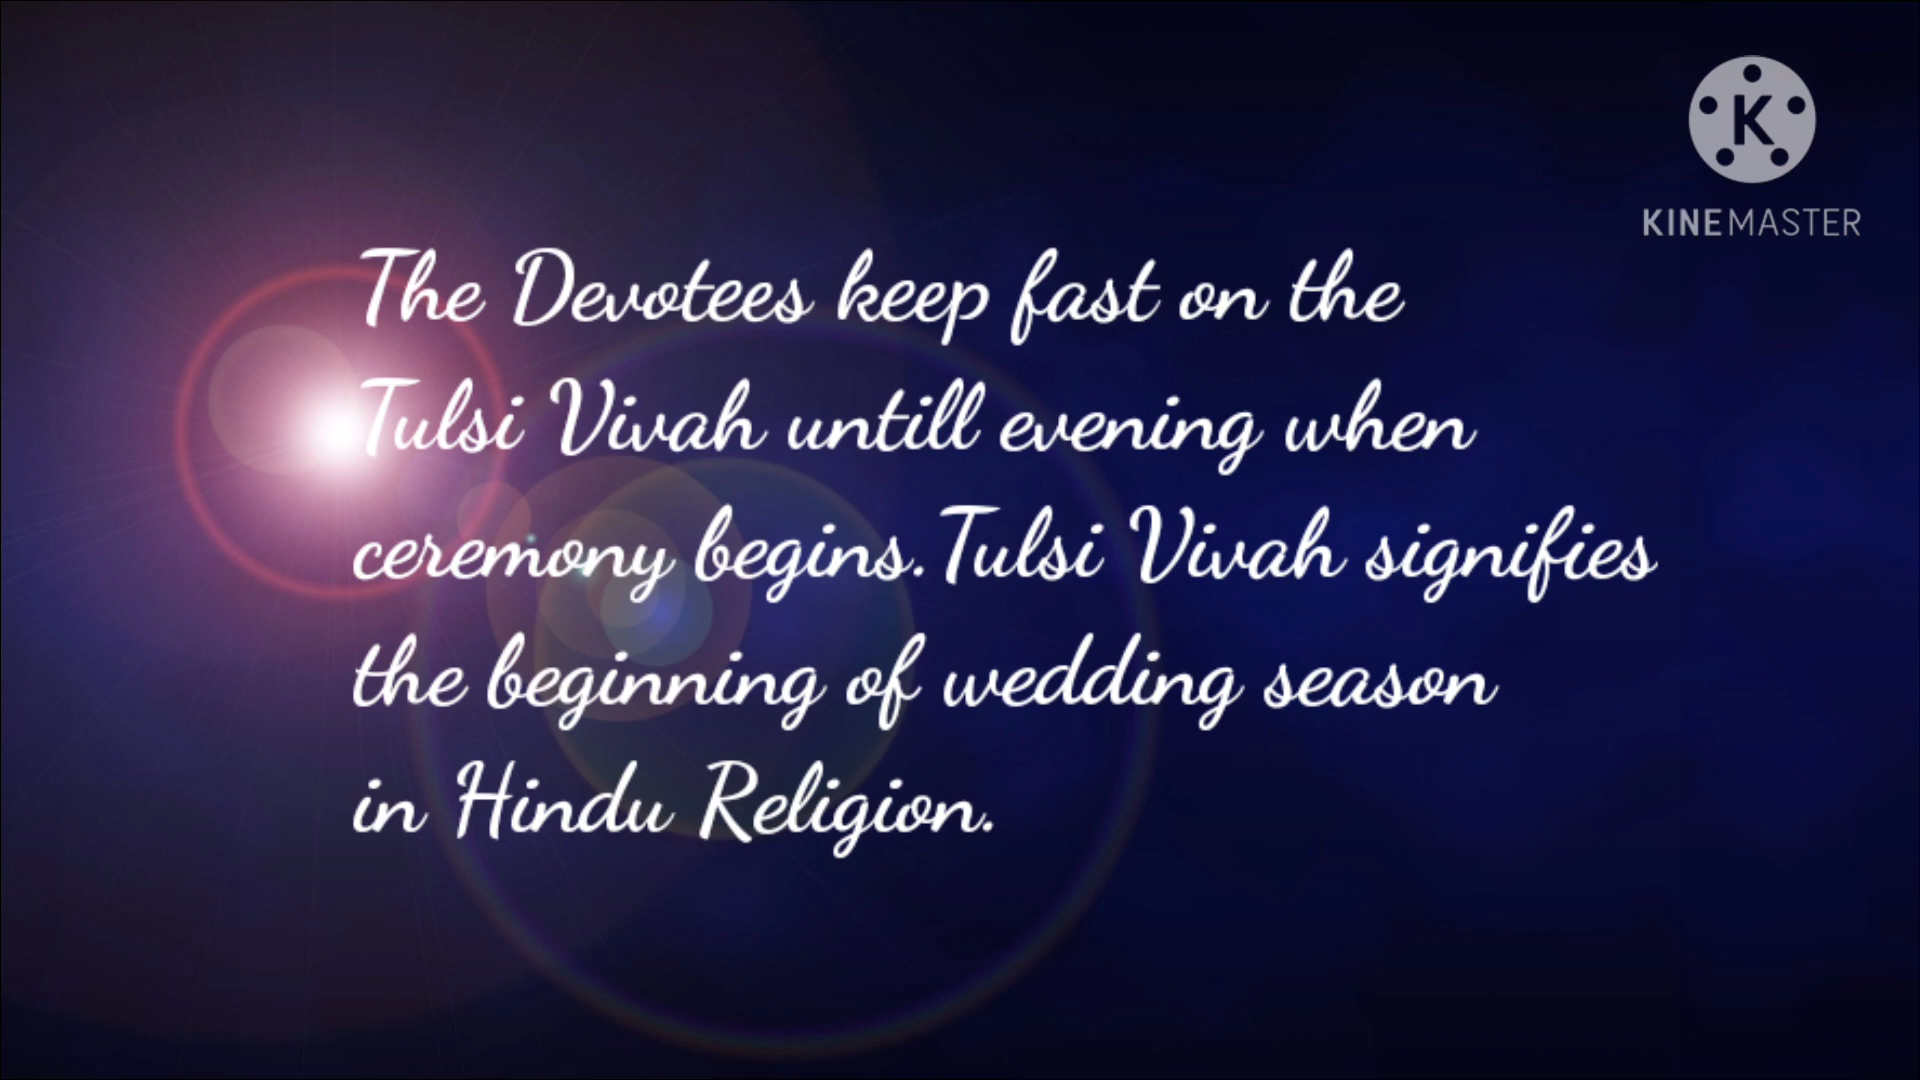 K
KINEMASTER
The Devotees keep fast on the
Tulsi Vivah untill evening when
ceremony begins.Tulsi Vivah signifies
the beginning of wedding season
in Hindu Religion.